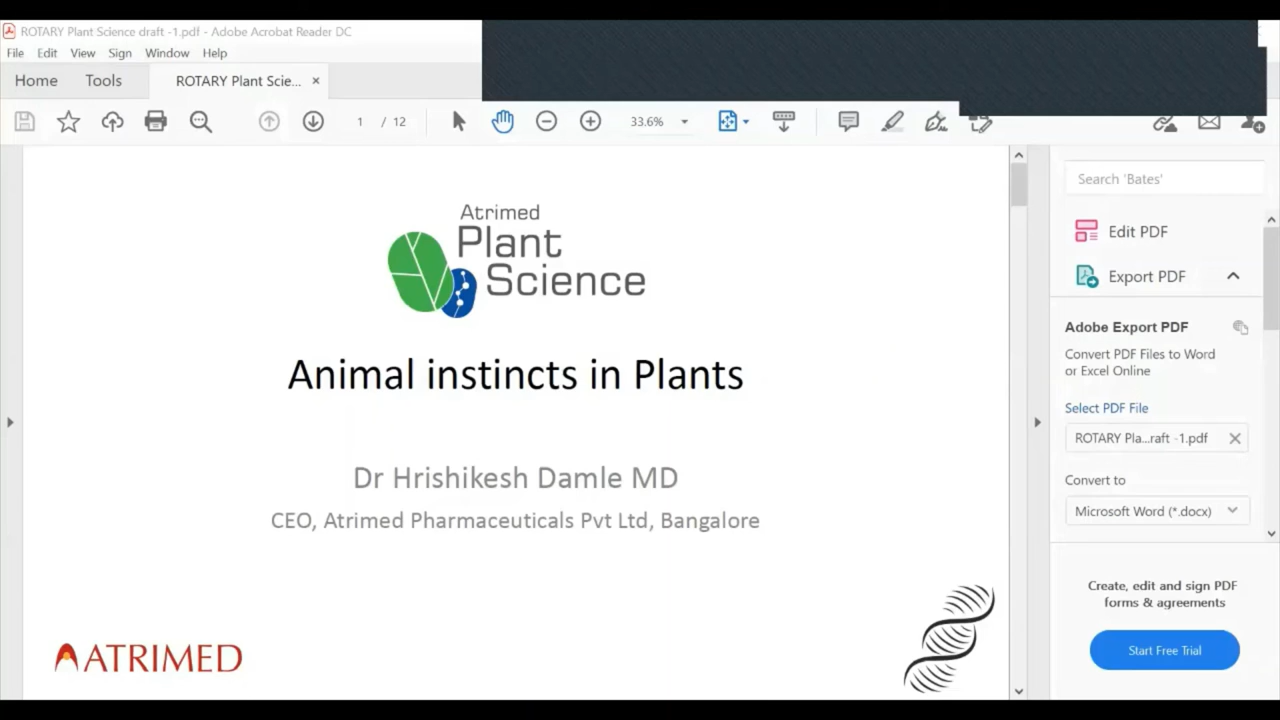 ROTARY Plant Science draft -1.pdf - Adobe Acrobat Reader DC
File Edit View Sign Window Help
Home Tools ROTARY Plant Scie... ×
1 / 12 33.6%
Search 'Bates'
Edit PDF
Export PDF
Adobe Export PDF
Convert PDF Files to Word
or Excel Online
Select PDF File
ROTARY Pla...raft -1.pdf
Convert to
Microsoft Word (*.docx)
Create, edit and sign PDF
forms & agreements
Start Free Trial
Atrimed
Plant
Science
Animal instincts in Plants
Dr Hrishikesh Damle MD
CEO, Atrimed Pharmaceuticals Pvt Ltd, Bangalore
ATRIMED